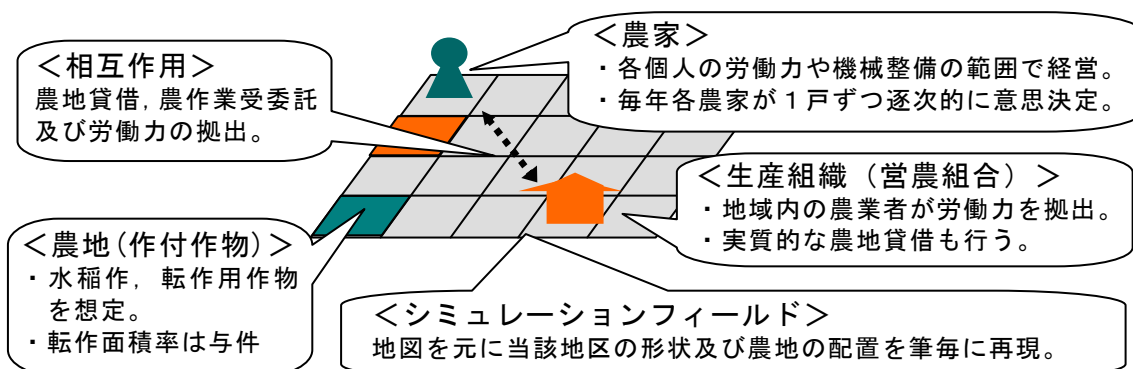 ＜相互作用＞
農地貸借，農作業受委託
及び労働力の拠出。
＜農家＞
・各個人の労働力や機械整備の範囲で経営。
・毎年各農家が１戸ずつ逐次的に意思決定。
＜生産組織（営農組合）＞
・地域内の農業者が労働力を拠出。
・実質的な農地貸借も行う。
＜農地(作付作物)＞
・水稲作，転作用作物
を想定。
・転作面積率は与件
＜シミュレーションフィールド＞
地図を元に当該地区の形状及び農地の配置を筆毎に再現。